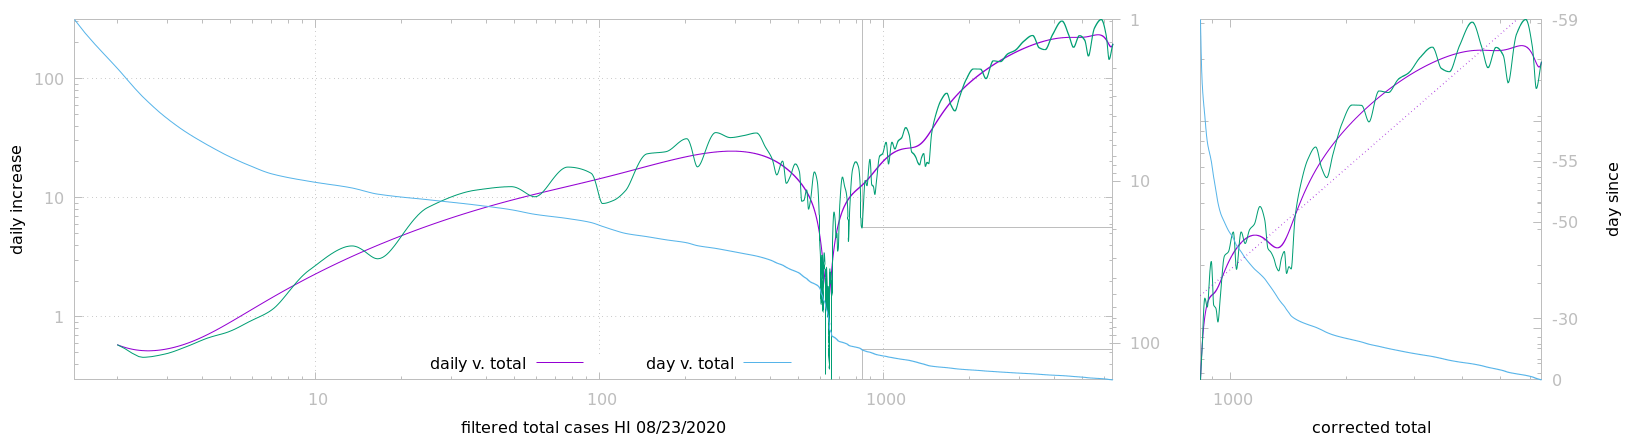 1
-59
100
daily increase
-55
day since
10
10
-50
1
-30
100
daily v. total
day v. total
0
10
100
1000
1000
filtered total cases HI 08/23/2020
corrected total